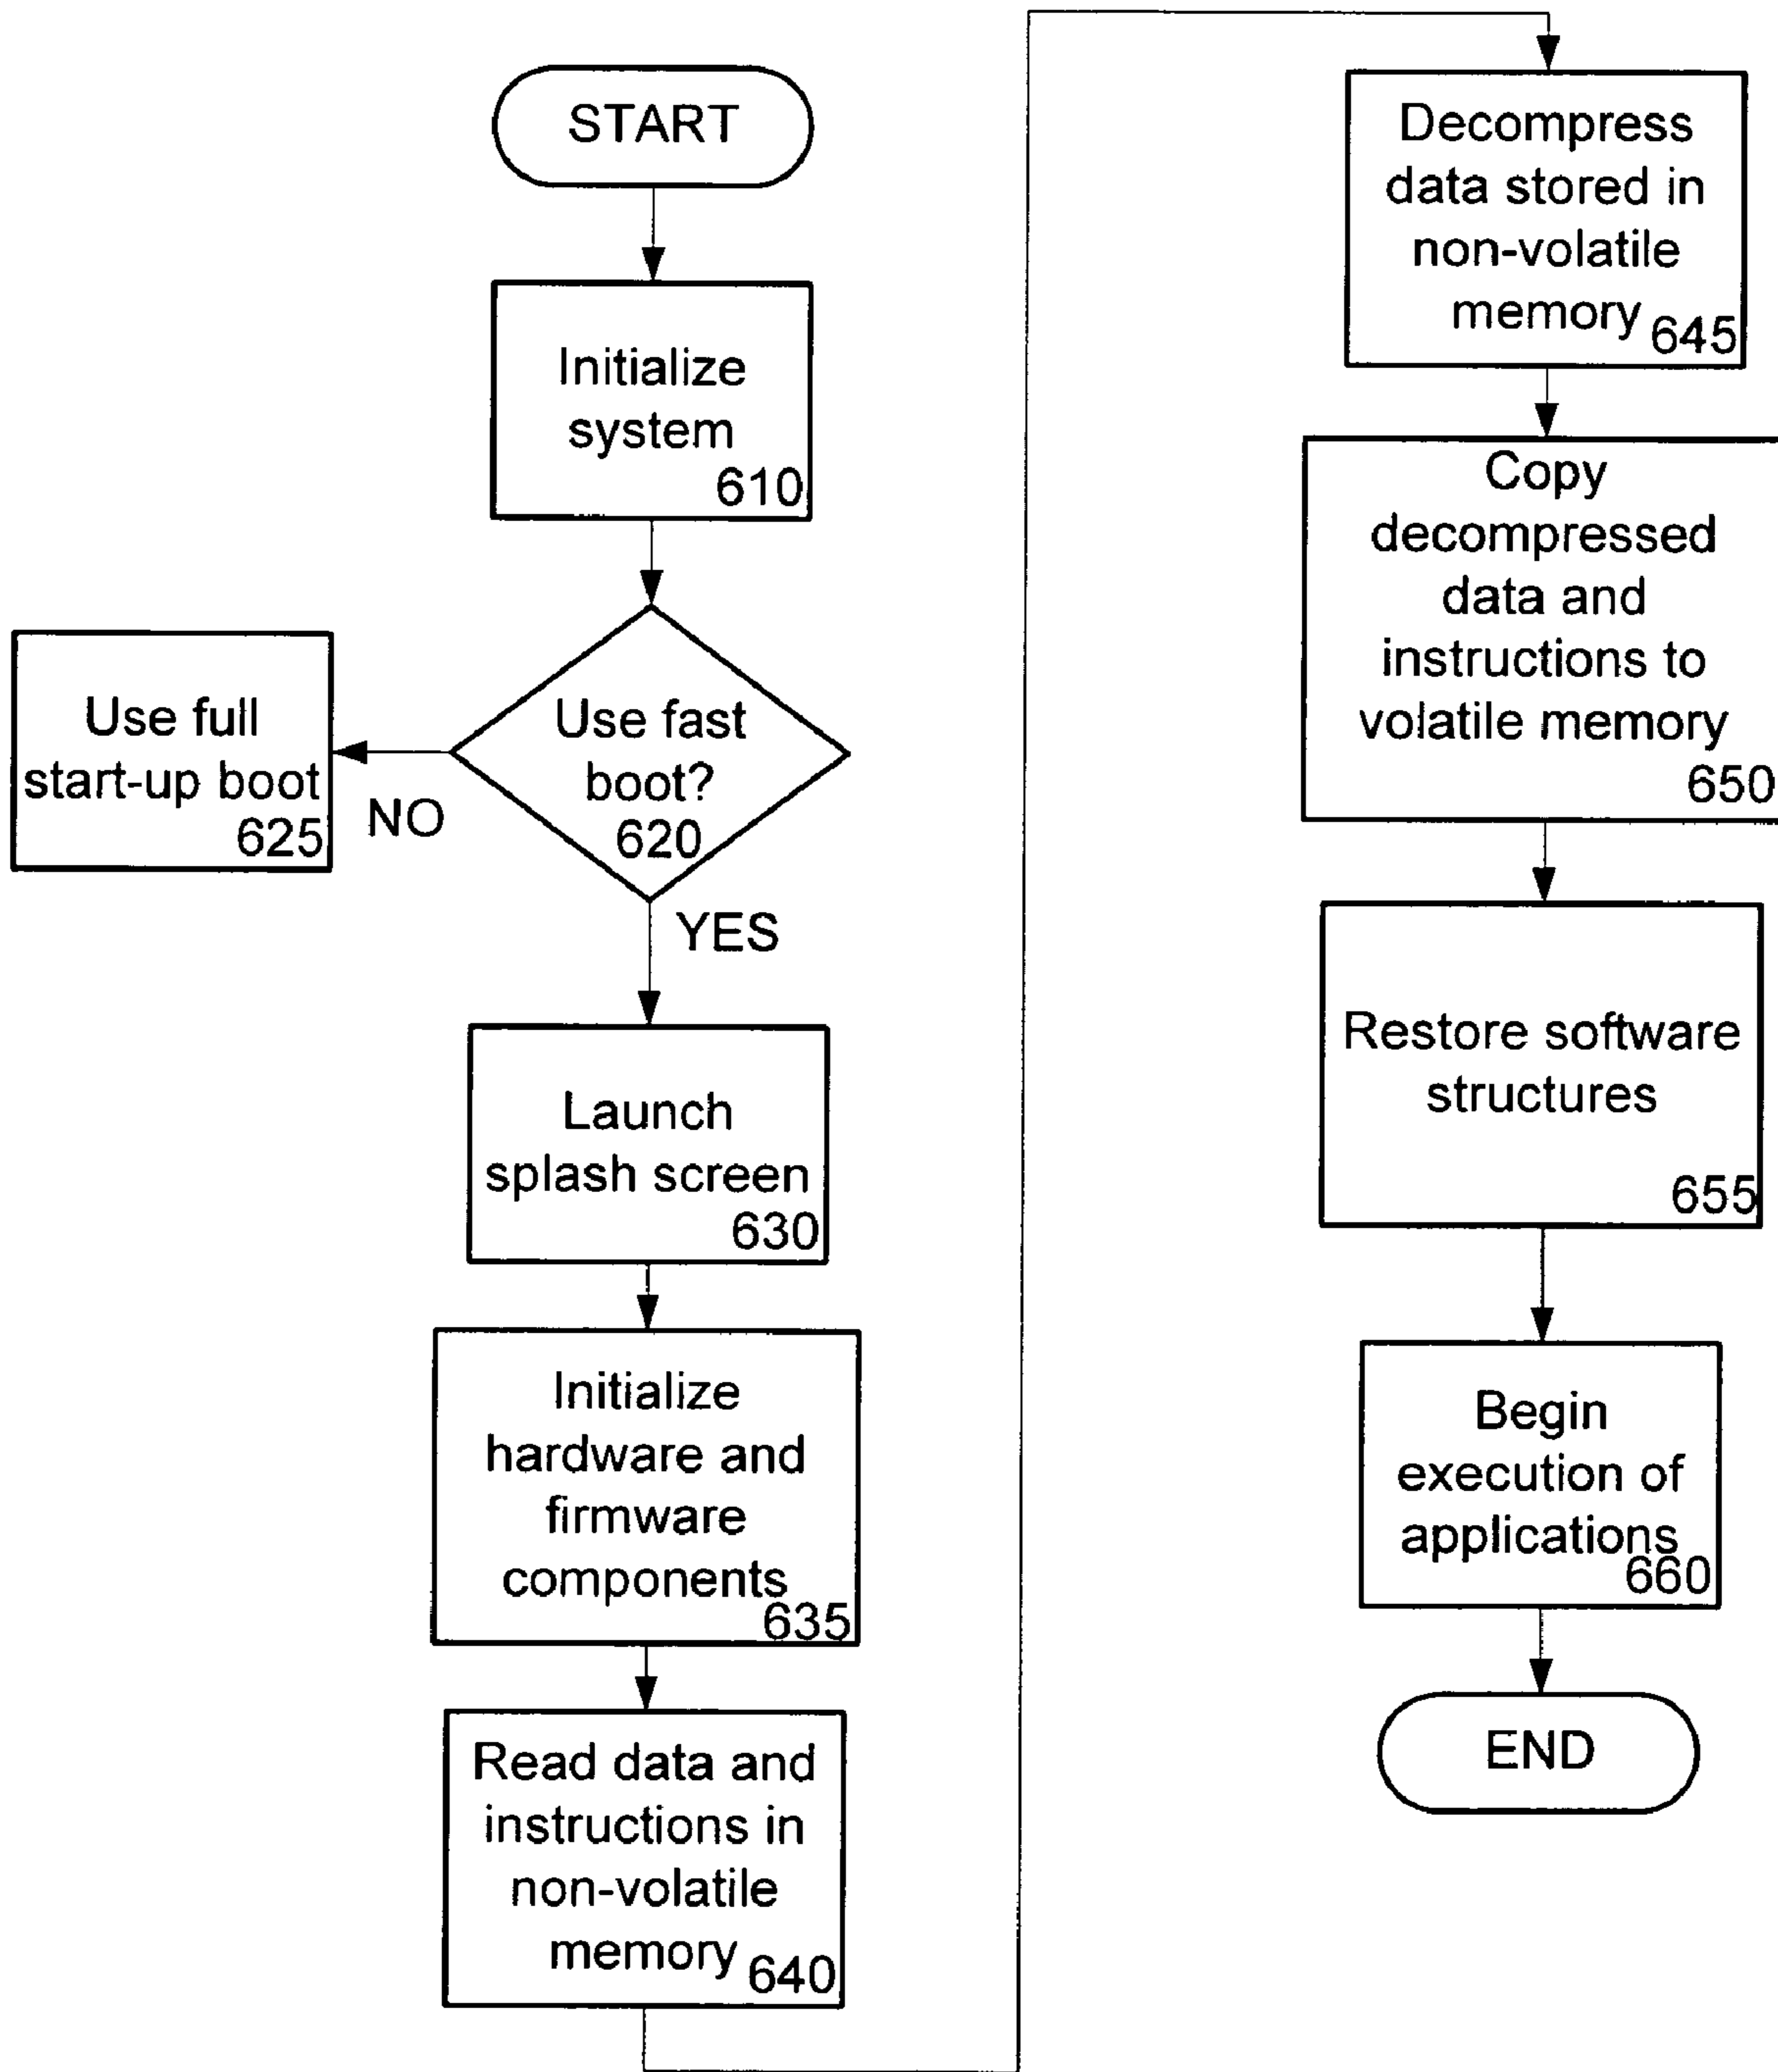 START
Initialize
system
610
Use fast
boot?
620
NO
Use full
start-up boot
625
YES
Launch
splash screen
630
Initialize
hardware and
firmware
components
635
Read data and
instructions in
non-volatile
memory
640
Decompress
data stored in
non-volatile
memory
645
Copy
decompressed
data and
instructions to
volatile memory
650
Restore software
structures
655
Begin
execution of
applications
660
END